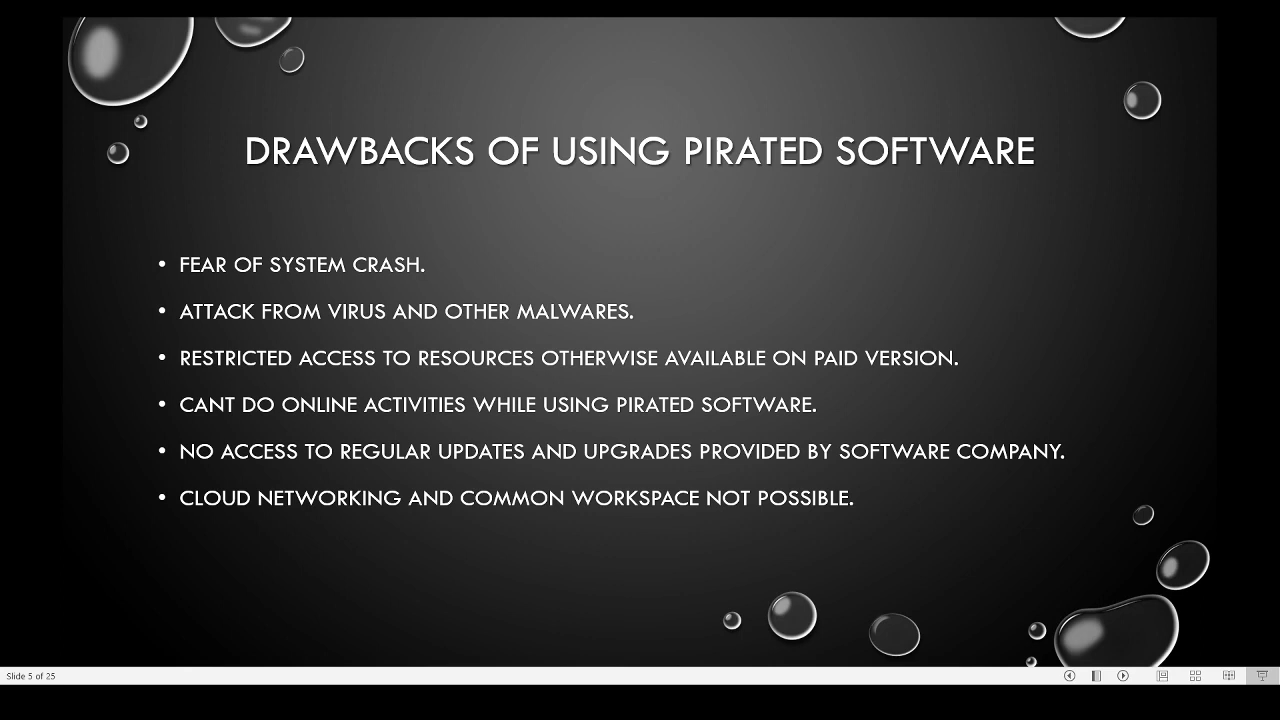 DRAWBACKS OF USING PIRATED SOFTWARE
• FEAR OF SYSTEM CRASH.
• ATTACK FROM VIRUS AND OTHER MALWARES.
• RESTRICTED ACCESS TO RESOURCES OTHERWISE AVAILABLE ON PAID VERSION.
• CANT DO ONLINE ACTIVITIES WHILE USING PIRATED SOFTWARE.
• NO ACCESS TO REGULAR UPDATES AND UPGRADES PROVIDED BY SOFTWARE COMPANY.
• CLOUD NETWORKING AND COMMON WORKSPACE NOT POSSIBLE.
Slide 5 of 25